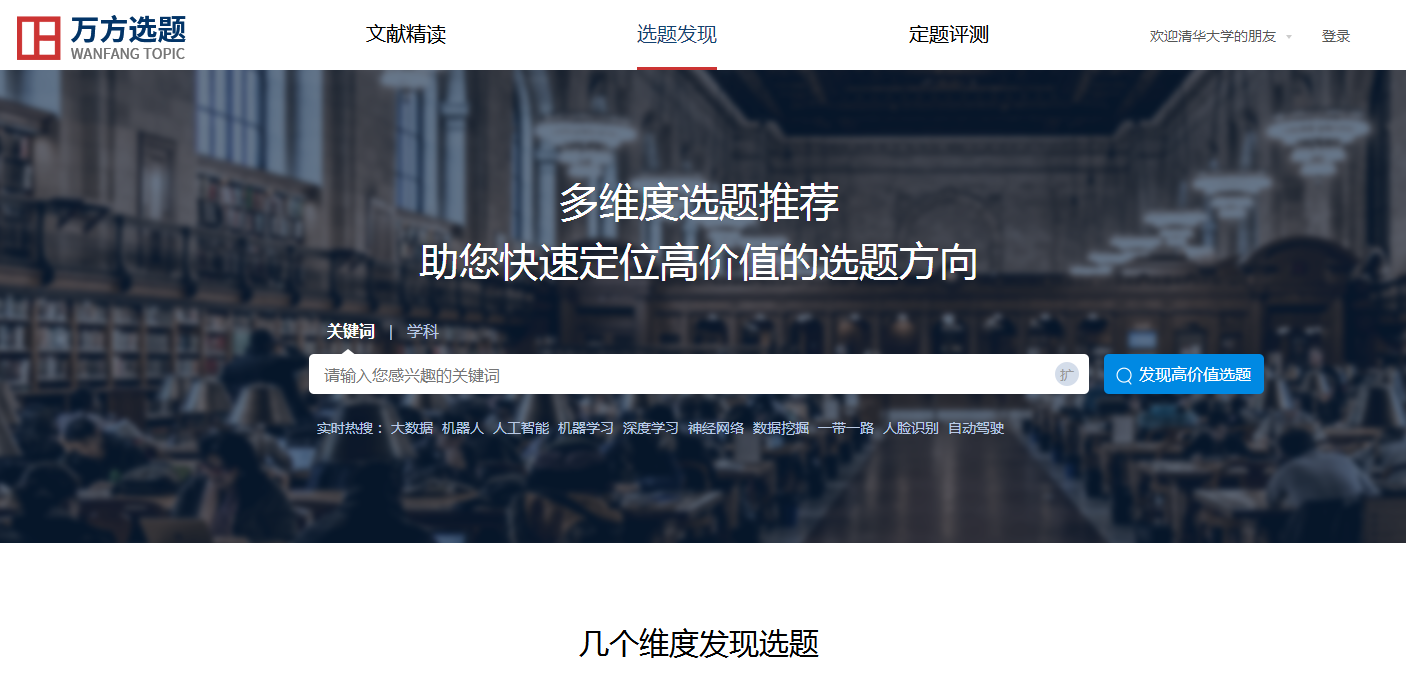 万方选题
WANFANG TOPIC
文献精读
选题发现
定题评测
欢迎清华大学的朋友
登录
多维度选题推荐
助您快速定位高价值的选题方向
关键词 | 学科
请输入您感兴趣的关键词
扩
发现高价值选题
实时热搜： 大数据 机器人 人工智能 机器学习 深度学习 神经网络 数据挖掘 一带一路 人脸识别 自动驾驶
几个维度发现选题